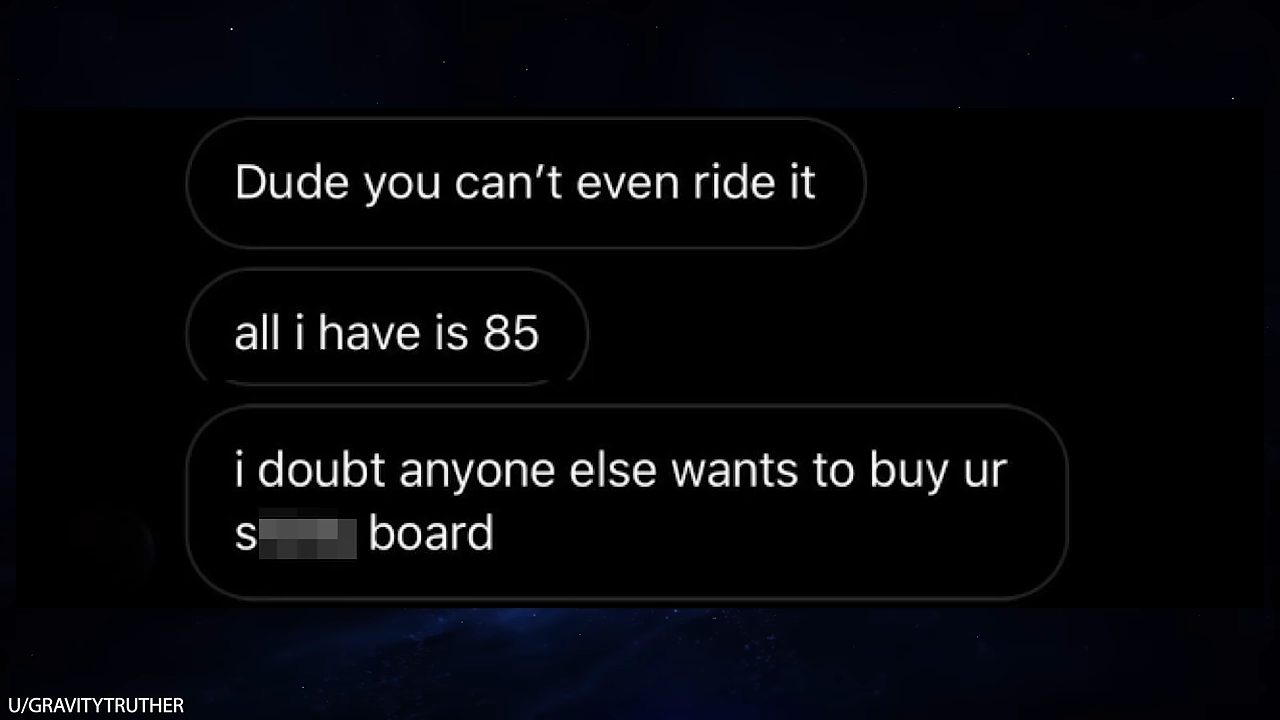 Dude you can’t even ride it
all i have is 85
i doubt anyone else wants to buy ur
s board
U/GRAVITYTRUTHER